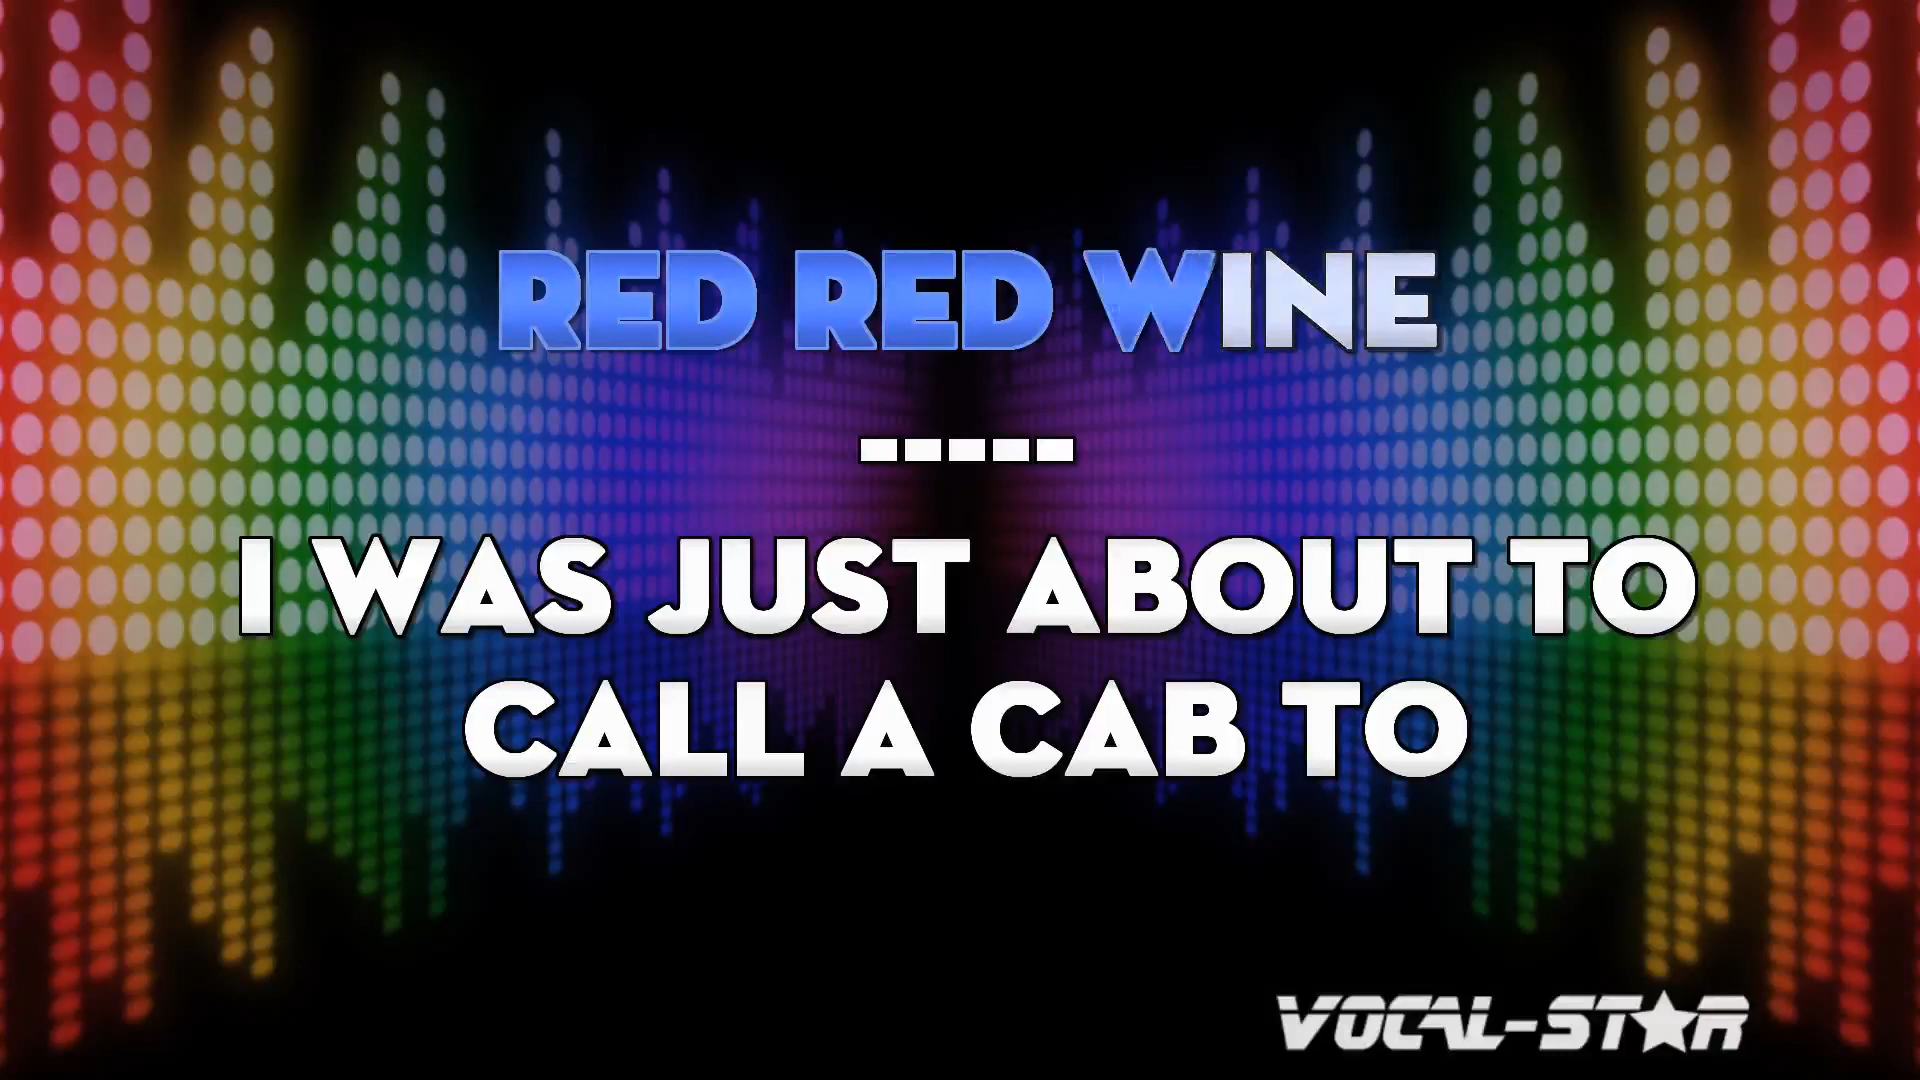 RED RED WINE
-----
I WAS JUST ABOUT TO
CALL A CAB TO
VOCAL-STAR